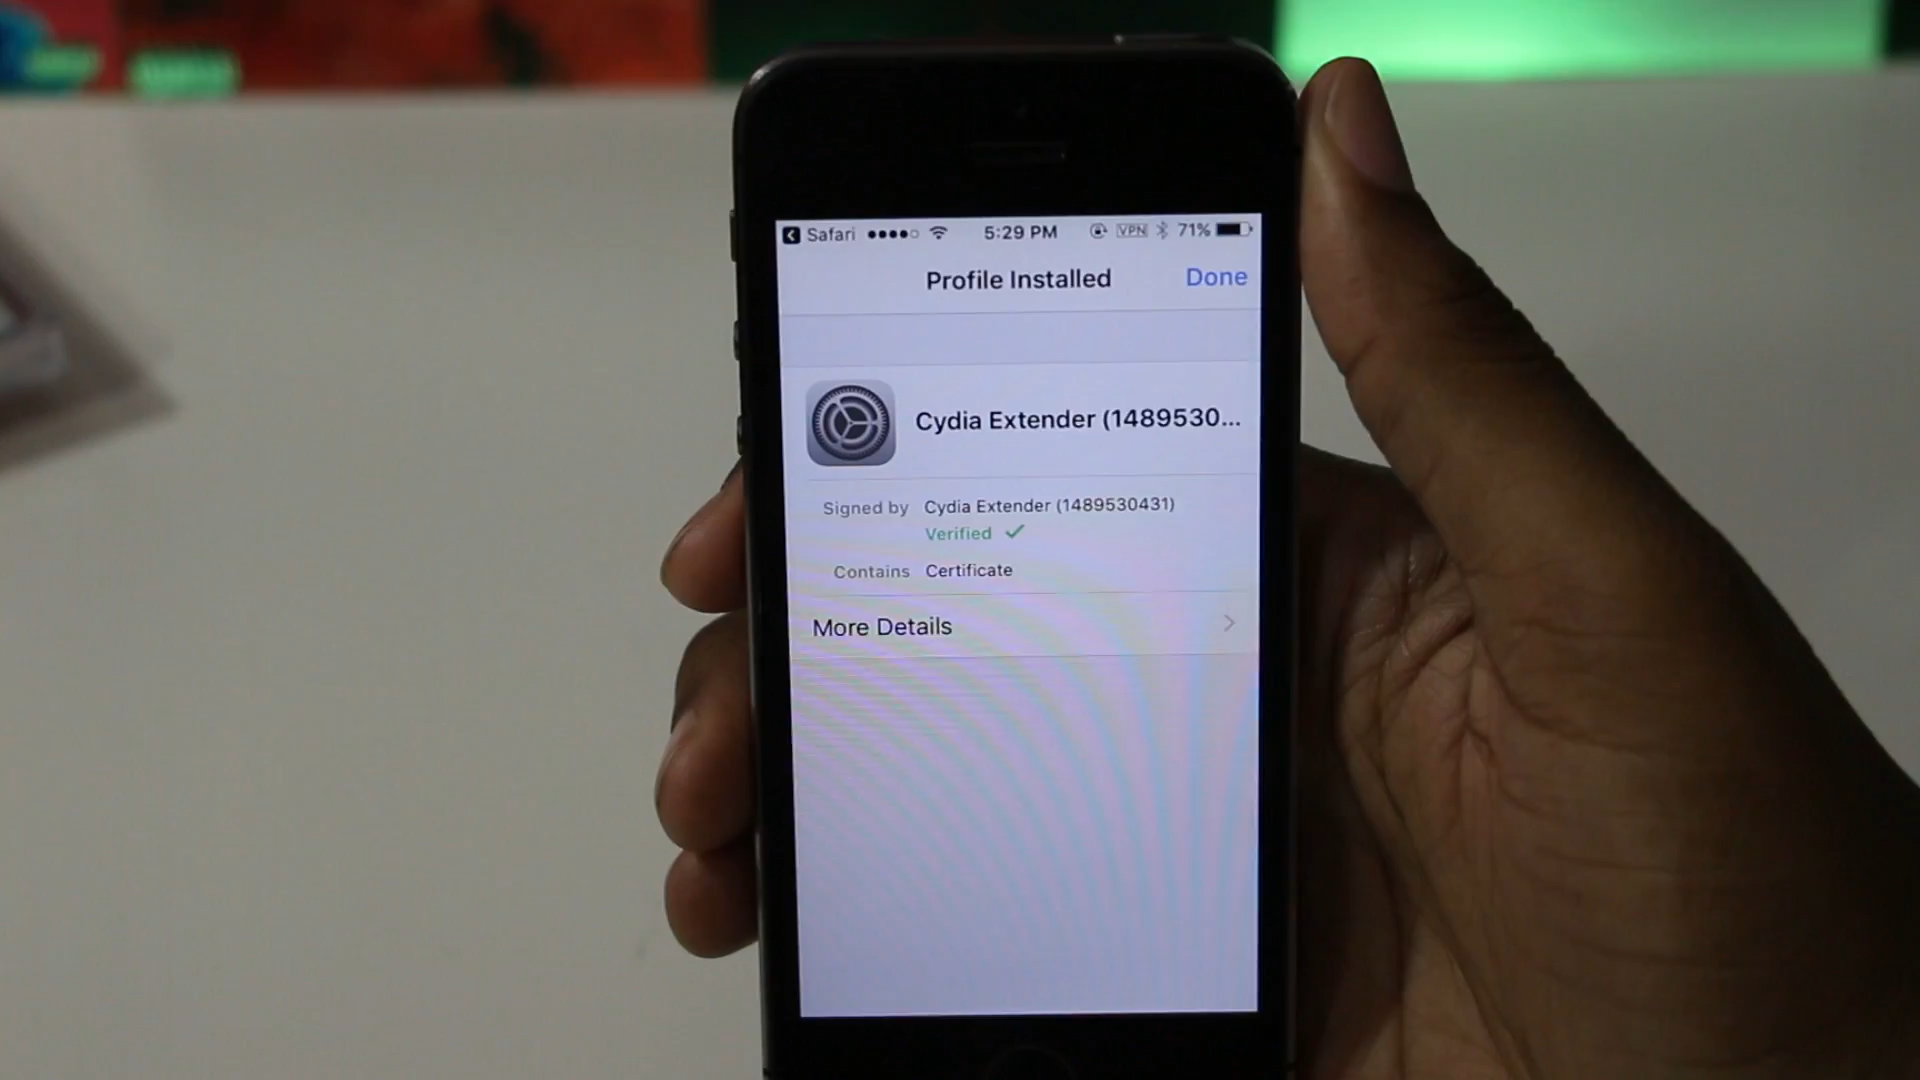 Safari 5:29 PM VPN 71%
Profile Installed Done
Cydia Extender (1489530...
Signed by Cydia Extender (1489530431)
Verified
Contains Certificate
More Details